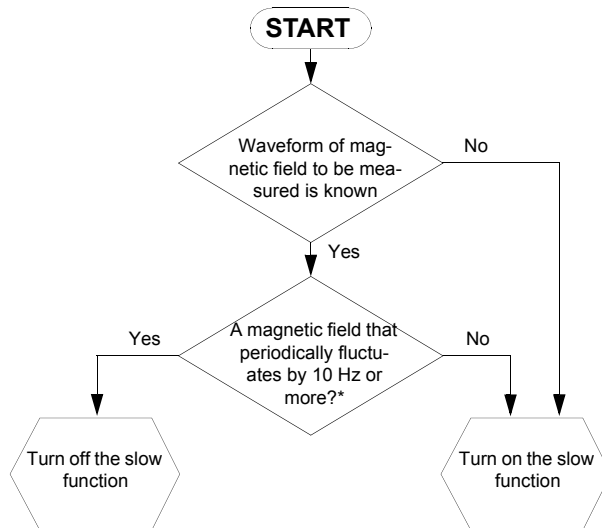 START
Waveform of mag-
netic field to be mea-
sured is known
No
Yes
Yes
A magnetic field that
periodically fluctu-
ates by 10 Hz or
more?*
No
Turn off the slow
function
Turn on the slow
function